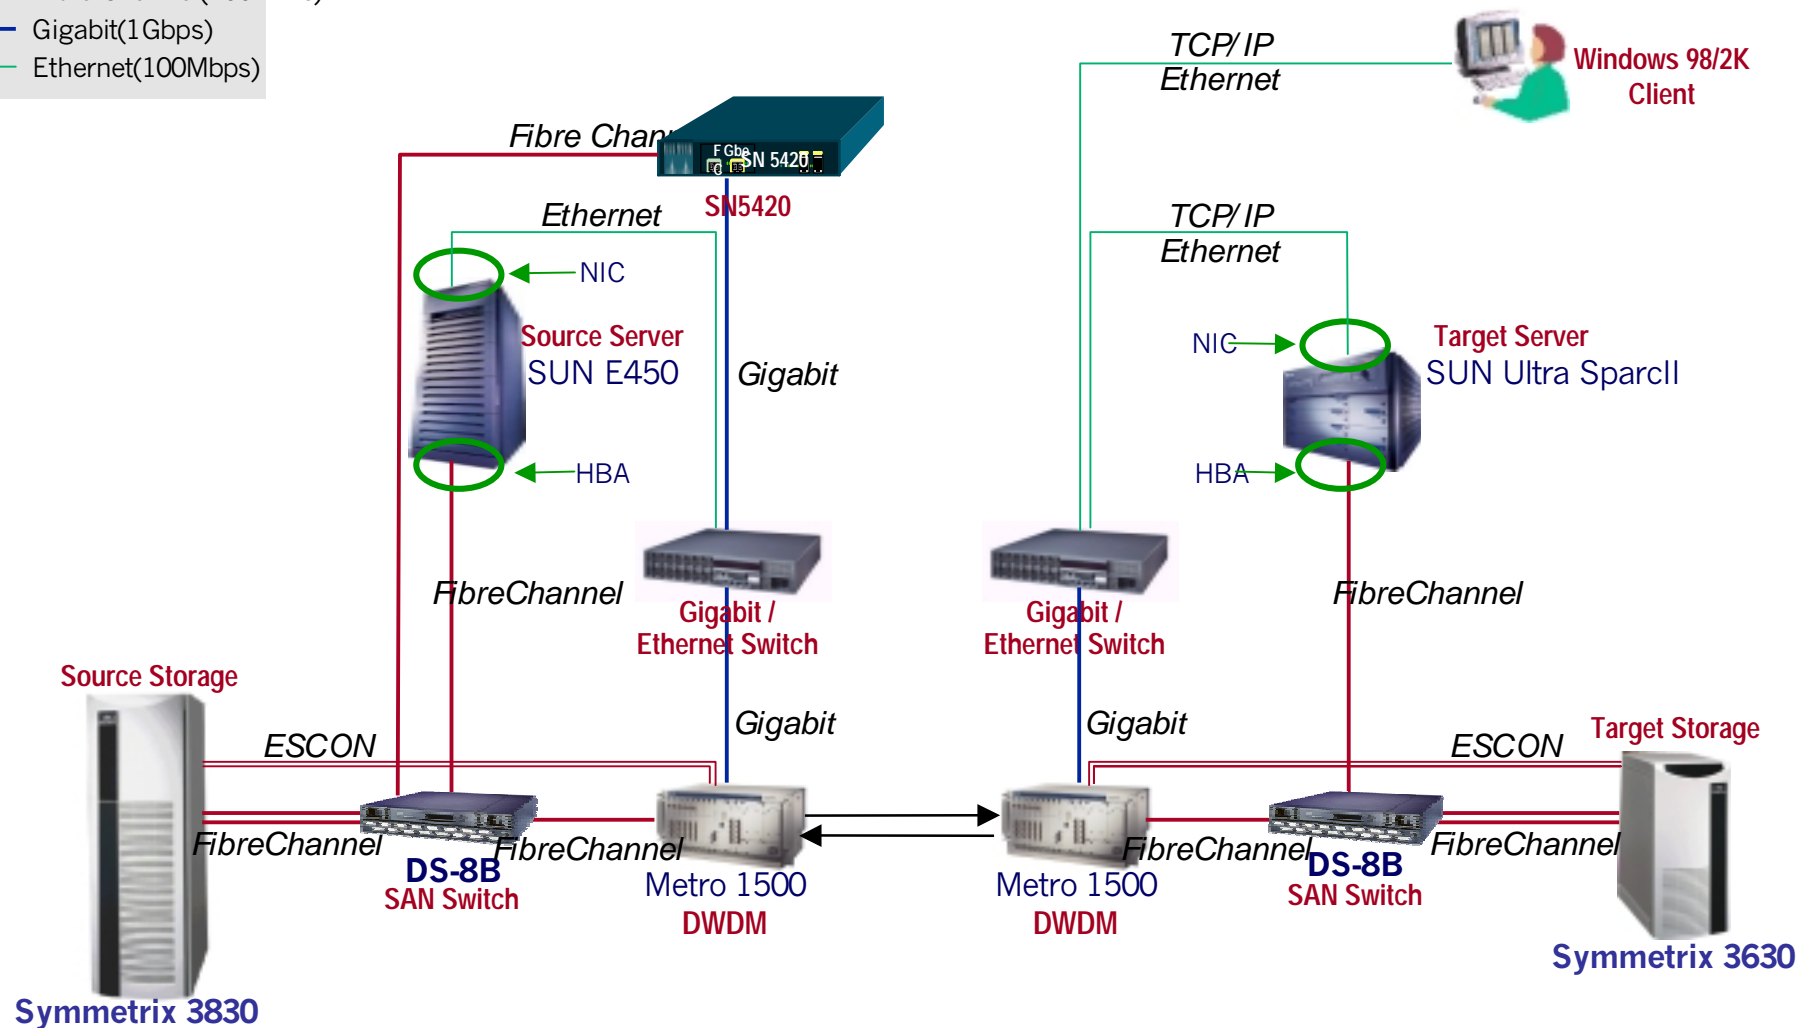 Gigabit(1Gbps)
Ethernet(100Mbps)
TCP/IP
Ethernet
Windows 98/2K
Client
Fibre
F Gbe
C
SN 5420
SN5420
Ethernet
TCP/IP
Ethernet
NIC
Source Server
SUN E450
NIC
Target Server
SUN Ultra SparcII
Gigabit
HBA
HBA
FibreChannel
FibreChannel
Gigabit /
Ethernet Switch
Gigabit /
Ethernet Switch
Source Storage
Gigabit
Gigabit
Target Storage
ESCON
ESCON
FibreChannel
FibreChannel
FibreChannel
FibreChannel
DS-8B
SAN Switch
Metro 1500
DWDM
Metro 1500
DWDM
DS-8B
SAN Switch
Symmetrix 3630
Symmetrix 3830